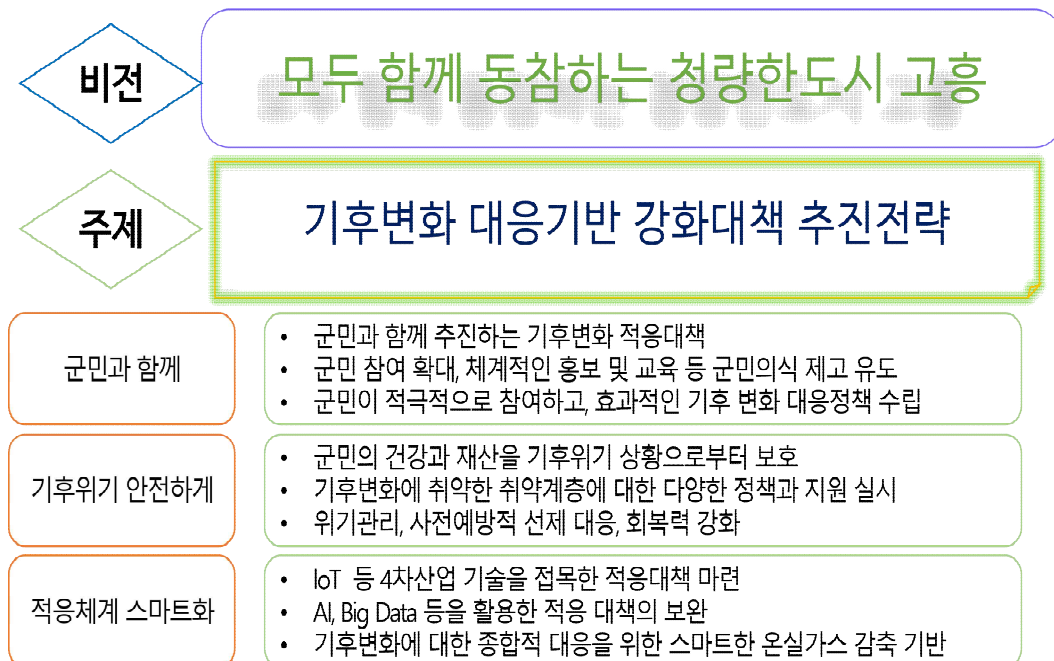 비전
모두 함께 동참하는 청량한도시 고흥
주제
기후변화 대응기반 강화대책 추진전략
군민과 함께
• 군민과 함께 추진하는 기후변화 적응대책
• 군민 참여 확대, 체계적인 홍보 및 교육 등 군민의식 제고 유도
• 군민이 적극적으로 참여하고, 효과적인 기후 변화 대응정책 수립
기후위기 안전하게
• 군민의 건강과 재산을 기후위기 상황으로부터 보호
• 기후변화에 취약한 취약계층에 대한 다양한 정책과 지원 실시
• 위기관리, 사전예방적 선제 대응, 회복력 강화
적응체계 스마트화
• IoT 등 4차산업 기술을 접목한 적응대책 마련
• AI, Big Data 등을 활용한 적응 대책의 보완
• 기후변화에 대한 종합적 대응을 위한 스마트한 온실가스 감축 기반